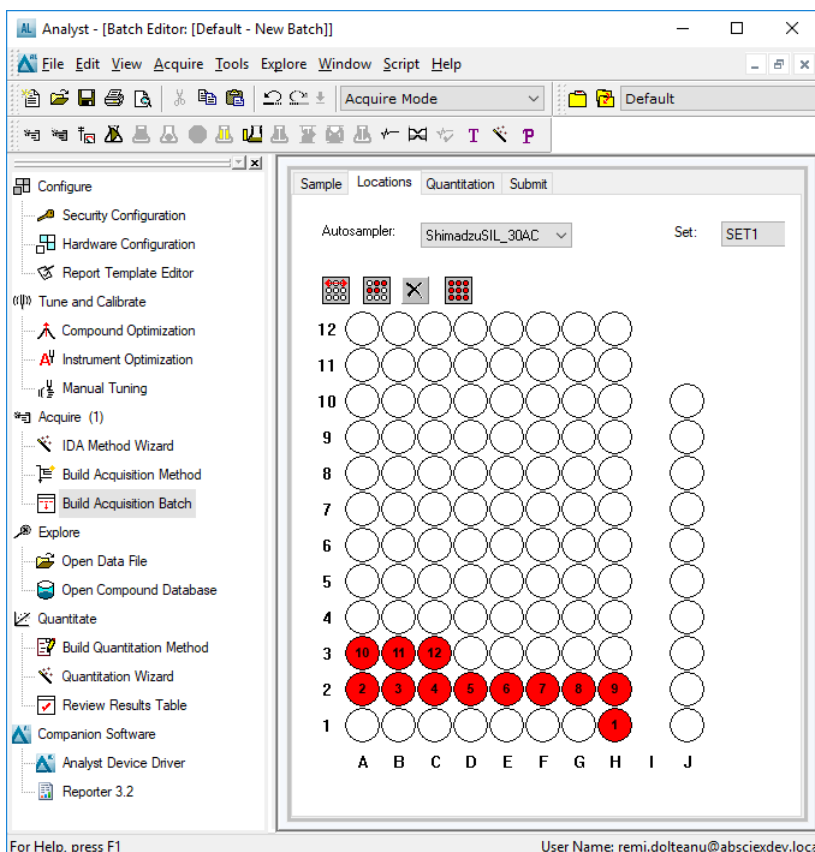 Analyst - [Batch Editor: [Default - New Batch]]
File Edit View Acquire Tools Explore Window Script Help
Acquire Mode Default
T P
Configure
Security Configuration
Hardware Configuration
Report Template Editor
Tune and Calibrate
Compound Optimization
Instrument Optimization
Manual Tuning
Acquire (1)
IDA Method Wizard
Build Acquisition Method
Build Acquisition Batch
Explore
Open Data File
Open Compound Database
Quantitate
Build Quantitation Method
Quantitation Wizard
Review Results Table
Companion Software
Analyst Device Driver
Reporter 3.2
Sample Locations Quantitation Submit
Autosampler: ShimadzuSIL_30AC Set: SET1
12
11
10
9
8
7
6
5
4
3 10 11 12
2 2 3 4 5 6 7 8 9
1 1
A B C D E F G H I J
For Help, press F1 User Name: remi.dolteanu@absciexdev.loca